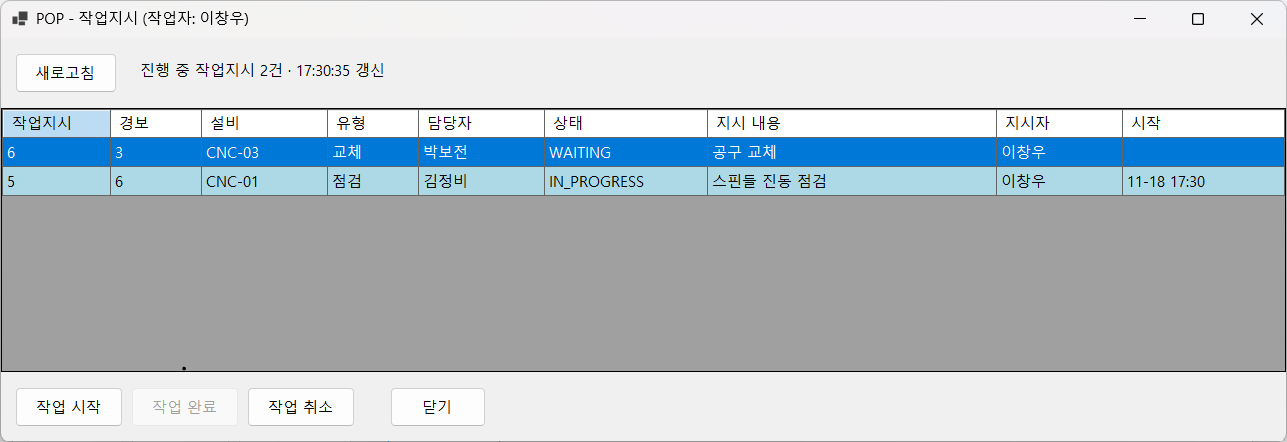 POP - 작업지시 (작업자: 이창우)
새로고침 진행 중 작업지시 2건 · 17:30:35 갱신
작업지시 경보 설비 유형 담당자 상태 지시 내용 지시자 시작
6 3 CNC-03 교체 박보전 WAITING 공구 교체 이창우
5 6 CNC-01 점검 김정비 IN_PROGRESS 스핀들 진동 점검 이창우 11-18 17:30
작업 시작 작업 완료 작업 취소 닫기